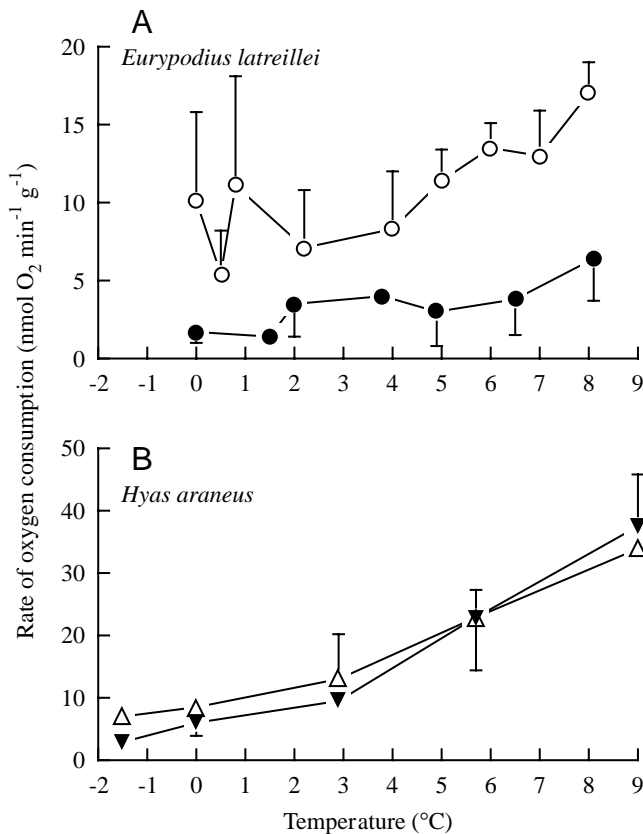 A
Eurypodius latreillei
20
15
10
5
0
-2 -1 0 1 2 3 4 5 6 7 8 9
Rate of oxygen consumption (nmol O₂ min⁻¹ g⁻¹)
B
Hyas araneus
50
40
30
20
10
0
-2 -1 0 1 2 3 4 5 6 7 8 9
Temperature (°C)